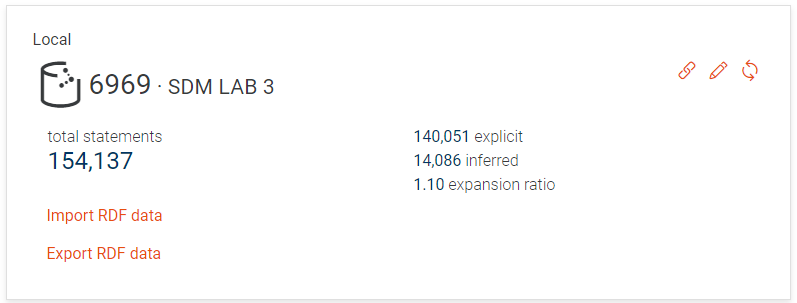 Local
6969 · SDM LAB 3
total statements
154,137
140,051 explicit
14,086 inferred
1.10 expansion ratio
Import RDF data
Export RDF data